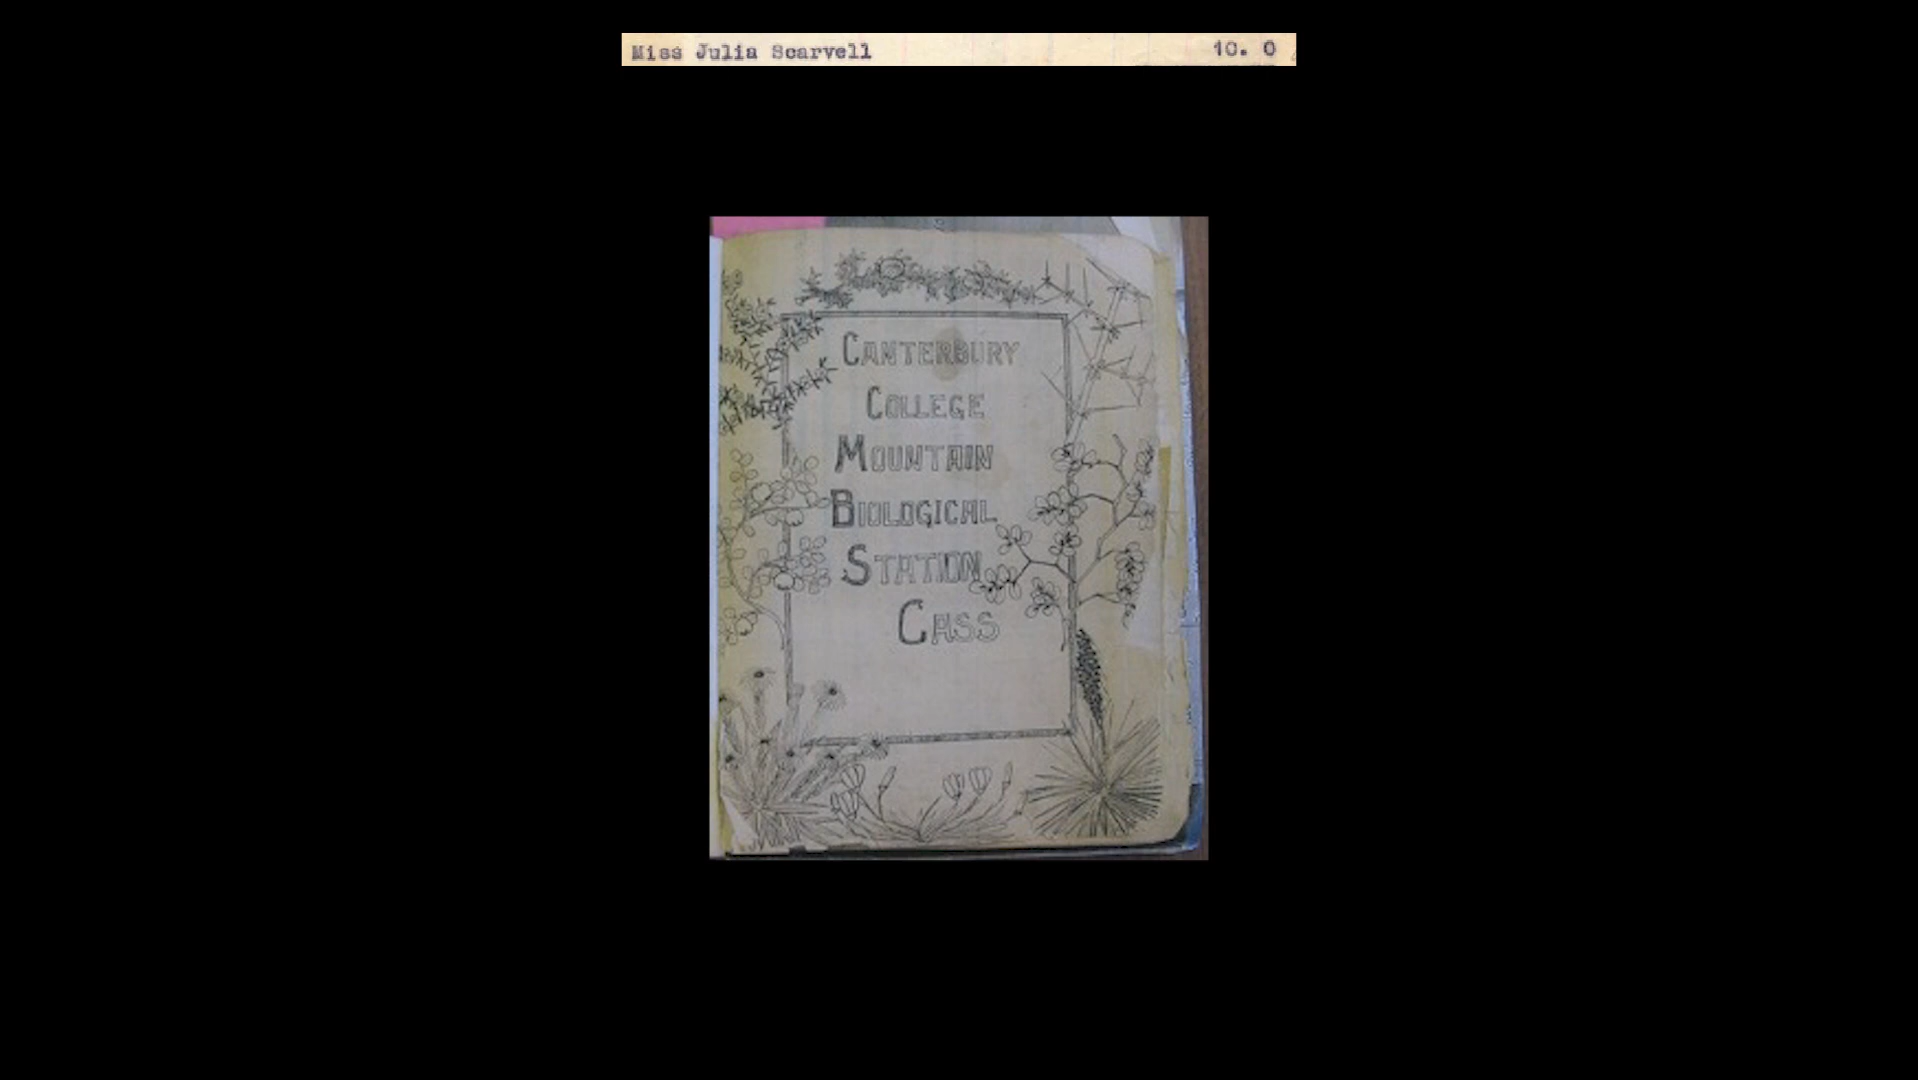 Miss Julia Scarvell 10. 0
CANTERBURY
COLLEGE
MOUNTAIN
BIOLOGICAL
STATION
CASS